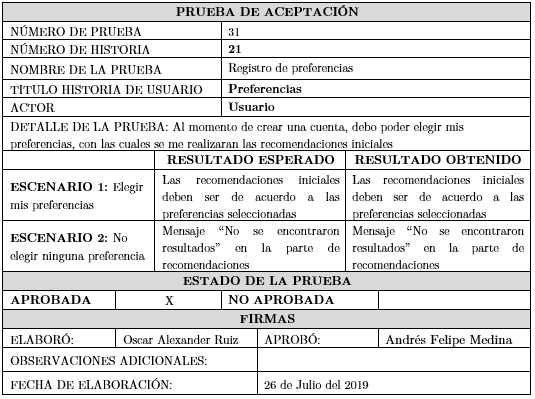 PRUEBA DE ACEPTACIÓN
NÚMERO DE PRUEBA 31
NÚMERO DE HISTORIA 21
NOMBRE DE LA PRUEBA Registro de preferencias
TÍTULO HISTORIA DE USUARIO Preferencias
ACTOR Usuario
DETALLE DE LA PRUEBA: Al momento de crear una cuenta, debo poder elegir mis
preferencias, con las cuales se me realizaran las recomendaciones iniciales
RESULTADO ESPERADO RESULTADO OBTENIDO
ESCENARIO 1: Elegir
mis preferencias
Las recomendaciones iniciales
deben ser de acuerdo a las
preferencias seleccionadas
Las recomendaciones iniciales
deben ser de acuerdo a las
preferencias seleccionadas
ESCENARIO 2: No
elegir ninguna preferencia
Mensaje “No se encontraron
resultados” en la parte de
recomendaciones
Mensaje “No se encontraron
resultados” en la parte de
recomendaciones
ESTADO DE LA PRUEBA
APROBADA X NO APROBADA
FIRMAS
ELABORÓ: Oscar Alexander Ruiz APROBÓ: Andrés Felipe Medina
OBSERVACIONES ADICIONALES:
FECHA DE ELABORACIÓN: 26 de Julio del 2019